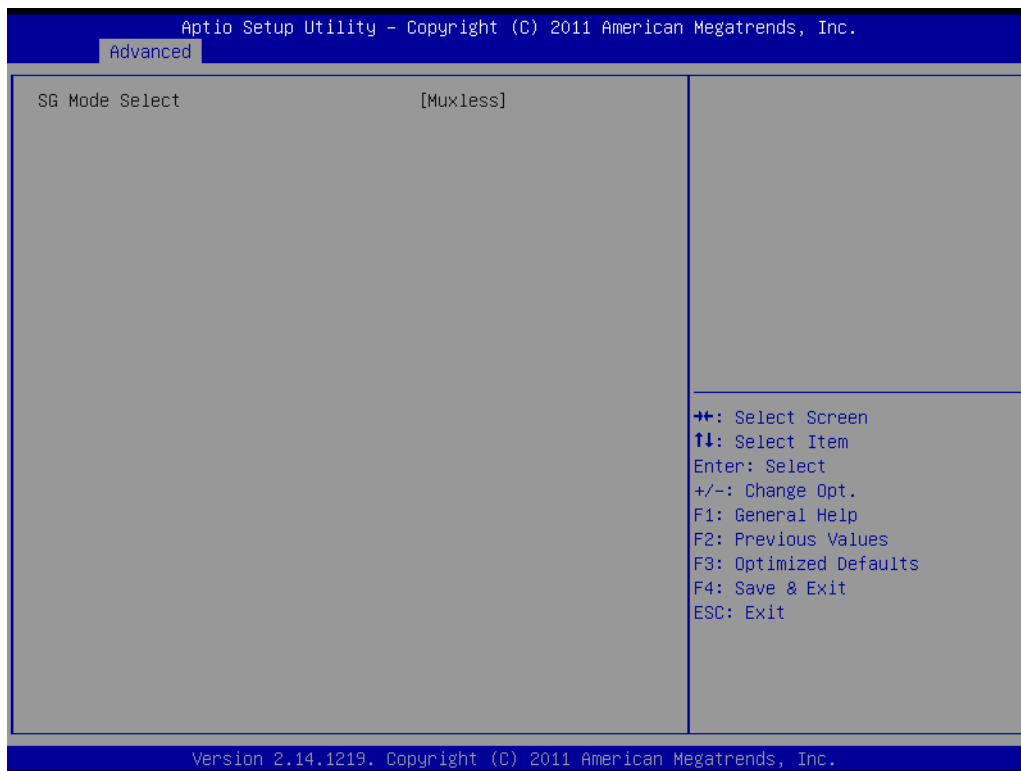 Aptio Setup Utility – Copyright (C) 2011 American Megatrends, Inc.
Advanced
SG Mode Select [Muxless]
→←: Select Screen
↑↓: Select Item
Enter: Select
+/-: Change Opt.
F1: General Help
F2: Previous Values
F3: Optimized Defaults
F4: Save & Exit
ESC: Exit
Version 2.14.1219. Copyright (C) 2011 American Megatrends, Inc.